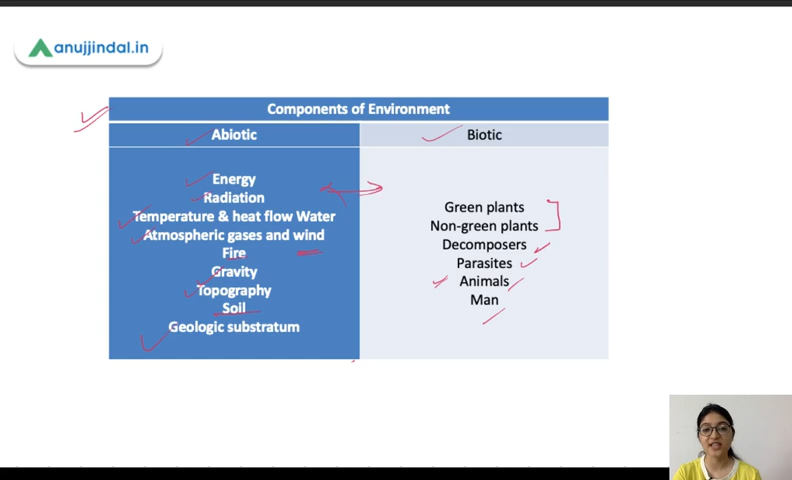 anujjindal.in
Components of Environment
Abiotic
Biotic
Energy
Radiation
Temperature & heat flow Water
Atmospheric gases and wind
Fire
Gravity
Topography
Soil
Geologic substratum
Green plants
Non-green plants
Decomposers
Parasites
Animals
Man